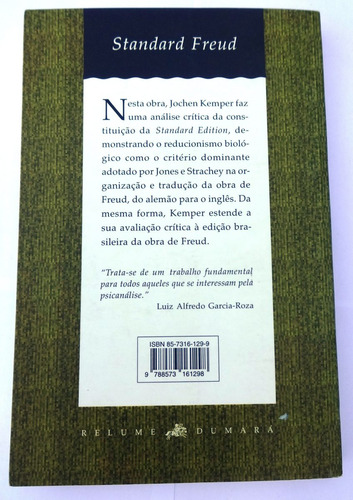 Standard Freud
Nesta obra, Jochen Kemper faz
uma análise crítica da cons-
tituição da Standard Edition, de-
monstrando o reducionismo bioló-
gico como o critério dominante
adotado por Jones e Strachey na or-
ganização e tradução da obra de
Freud, do alemão para o inglês. Da
mesma forma, Kemper estende a
sua avaliação crítica à edição bra-
sileira da obra de Freud.
"Trata-se de um trabalho fundamental
para todos aqueles que se interessam pela
psicanálise."
Luiz Alfredo Garcia-Roza
ISBN 85-7316-129-9
9 788573 161298
RELUME DUMARÁ